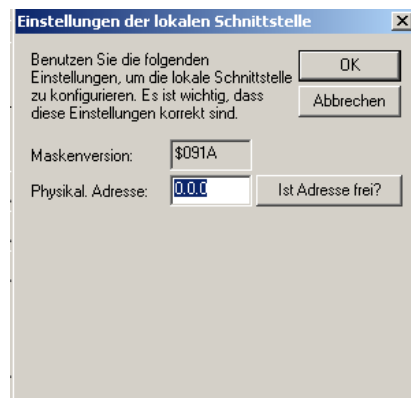 Einstellungen der lokalen Schnittstelle
Benutzen Sie die folgenden
Einstellungen, um die lokale Schnittstelle
zu konfigurieren. Es ist wichtig, dass
diese Einstellungen korrekt sind.
OK
Abbrechen
Maskenversion: $091A
Physikal. Adresse: 0.0.0 Ist Adresse frei?